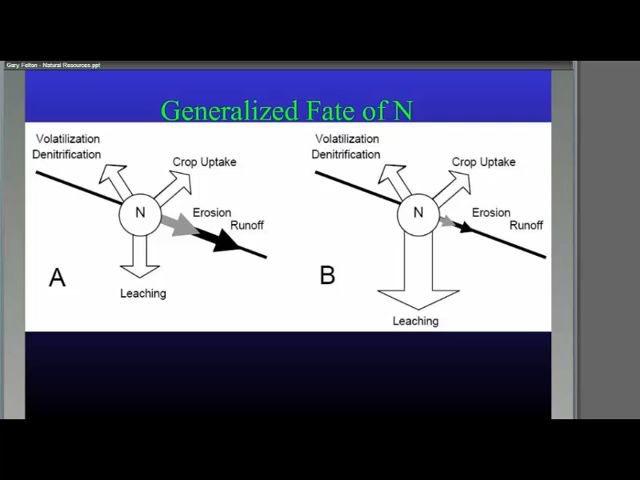 Gary Felton - Natural Resources.ppt
Generalized Fate of N
Volatilization
Denitrification
Crop Uptake
N
Erosion
Runoff
A
Leaching
Volatilization
Denitrification
Crop Uptake
N
Erosion
Runoff
B
Leaching